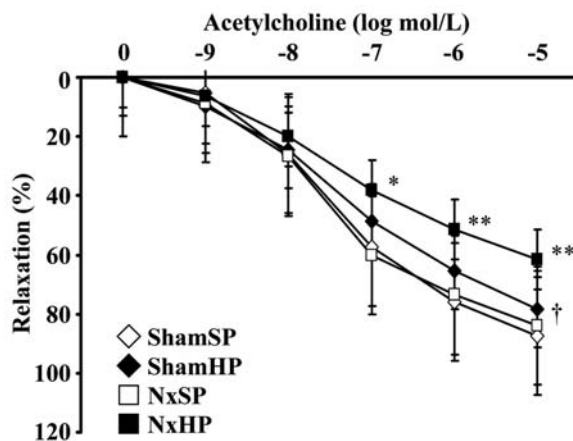 Acetylcholine (log mol/L)
0 -9 -8 -7 -6 -5
0
20
40
60
80
100
120
Relaxation (%)
*
**
**
†
ShamSP
ShamHP
NxSP
NxHP